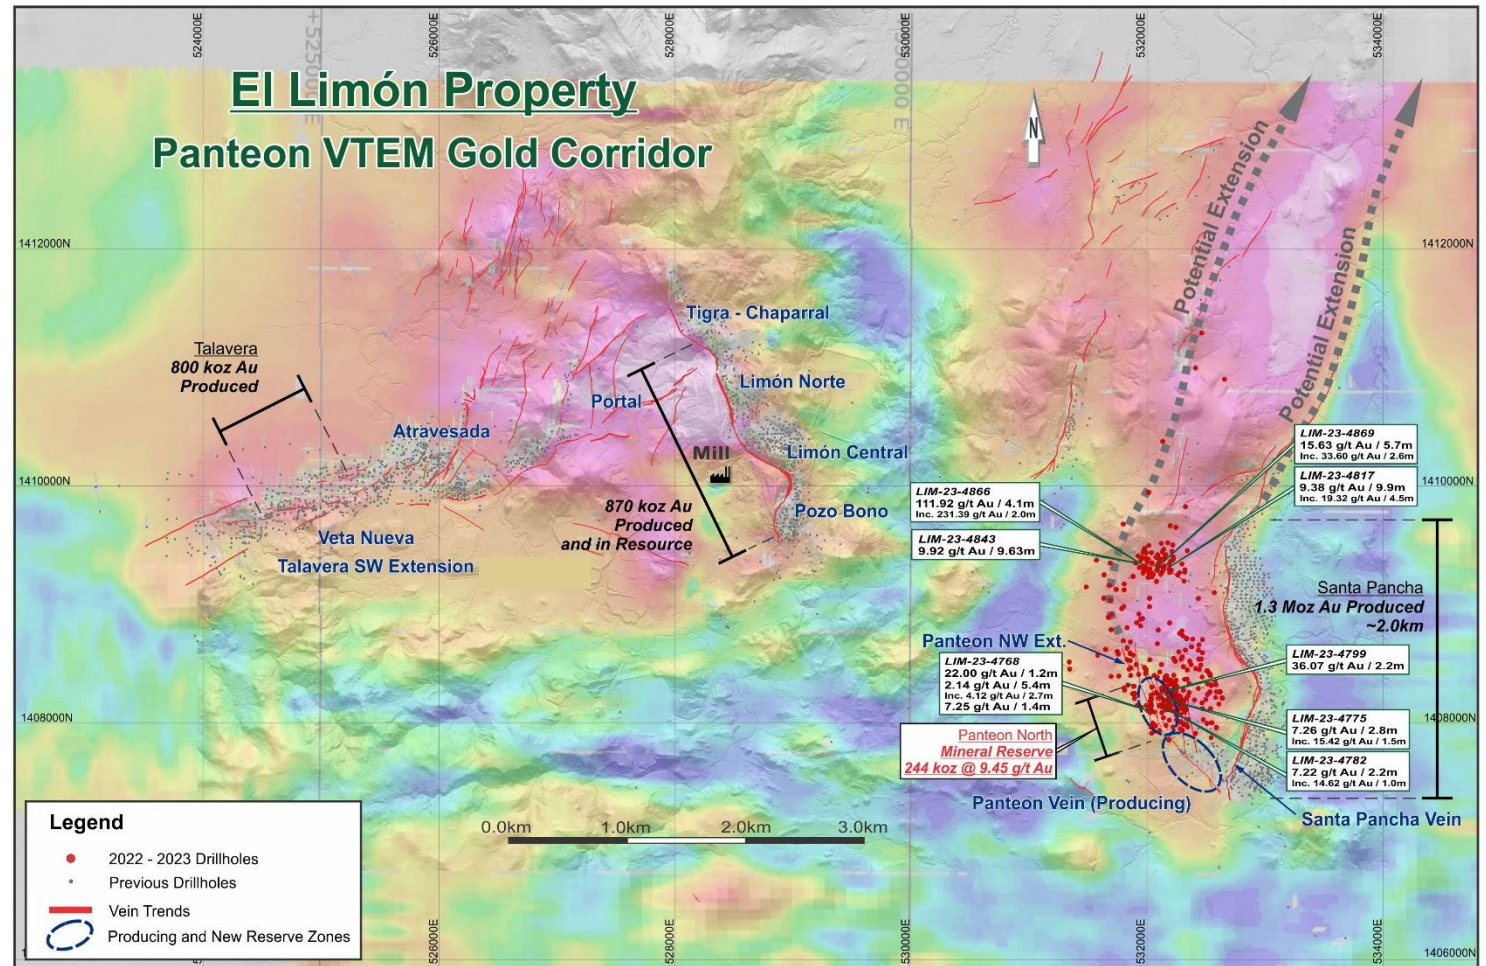 524000E
526000E
528000E
530000E
532000E
534000E
El Limón Property
Panteon VTEM Gold Corridor
N
Potential Extension
Potential Extension
1412000N
1412000N
Tigra - Chaparral
Talavera
800 koz Au
Produced
Limón Norte
Portal
Atravesada
Mill
Limón Central
LIM-23-4869
15.63 g/t Au / 5.7m
Inc. 33.60 g/t Au / 2.6m
1410000N
1410000N
LIM-23-4817
9.38 g/t Au / 9.9m
Inc. 19.32 g/t Au / 4.5m
LIM-23-4866
111.92 g/t Au / 4.1m
Inc. 231.39 g/t Au / 2.0m
870 koz Au
Produced
and in Resource
Pozo Bono
Veta Nueva
Talavera SW Extension
LIM-23-4843
9.92 g/t Au / 9.63m
Santa Pancha
1.3 Moz Au Produced
~2.0km
Panteon NW Ext.
LIM-23-4768
22.00 g/t Au / 1.2m
2.14 g/t Au / 5.4m
Inc. 4.12 g/t Au / 2.7m
7.25 g/t Au / 1.4m
LIM-23-4799
36.07 g/t Au / 2.2m
1408000N
1408000N
LIM-23-4775
7.26 g/t Au / 2.8m
Inc. 15.42 g/t Au / 1.5m
Panteon North
Mineral Reserve
244 koz @ 9.45 g/t Au
LIM-23-4782
7.22 g/t Au / 2.2m
Inc. 14.62 g/t Au / 1.0m
Panteon Vein (Producing)
Santa Pancha Vein
0.0km 1.0km 2.0km 3.0km
Legend
2022 - 2023 Drillholes
Previous Drillholes
Vein Trends
Producing and New Reserve Zones
526000E
528000E
530000E
532000E
534000E
1406000N